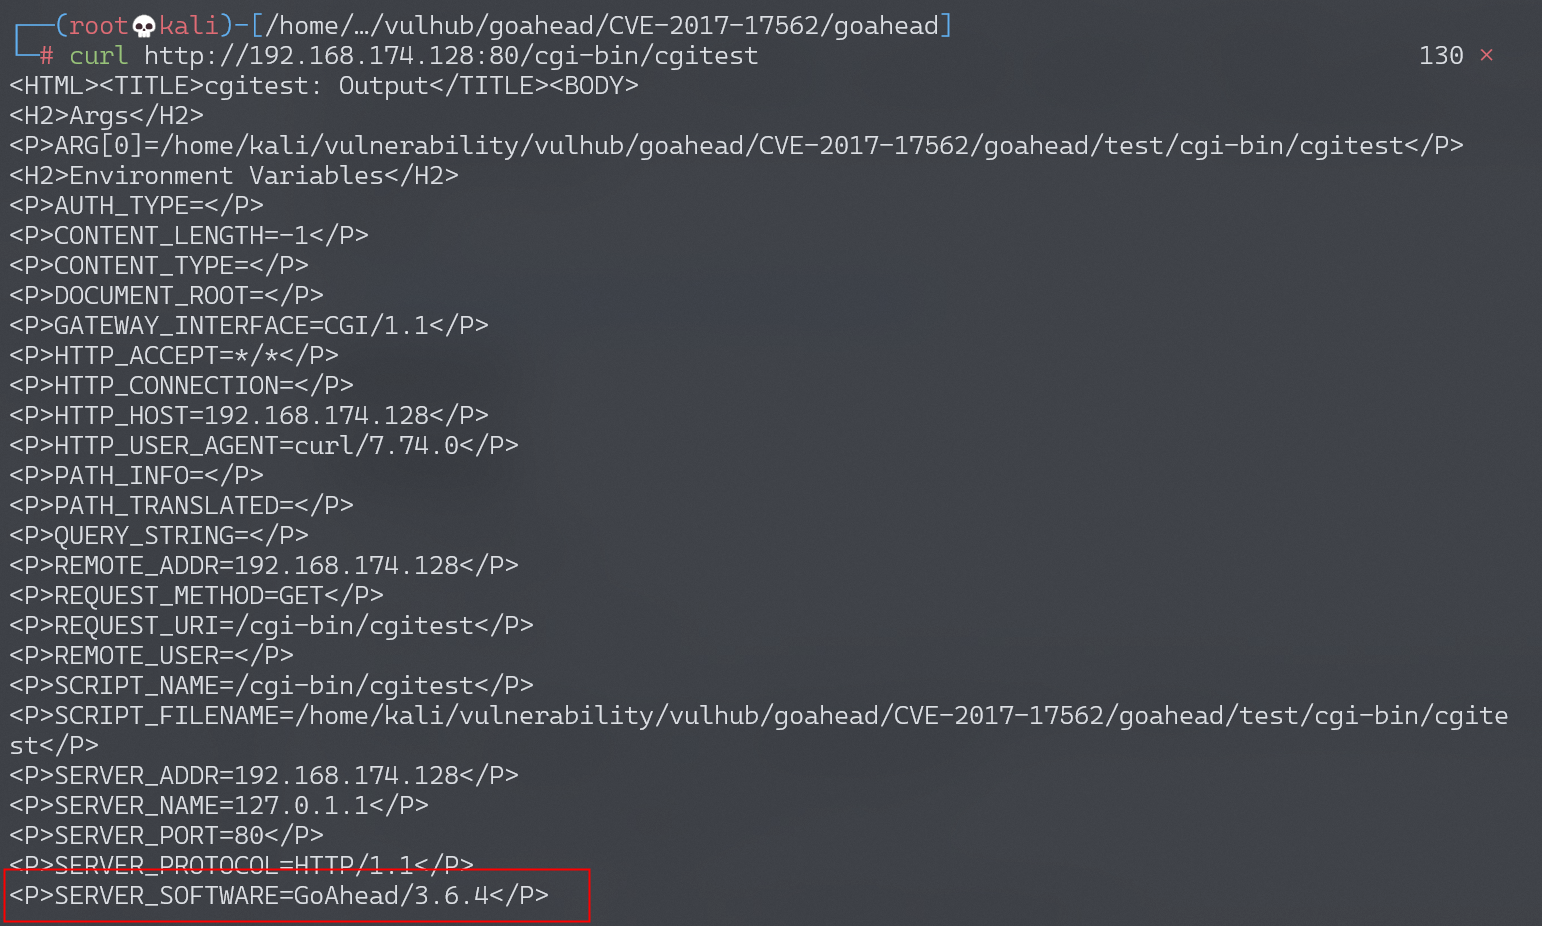 ┌──(root💀kali)-[/home/…/vulhub/goahead/CVE-2017-17562/goahead]
└─# curl http://192.168.174.128:80/cgi-bin/cgitest 130 ⨯
<HTML><TITLE>cgitest: Output</TITLE><BODY>
<H2>Args</H2>
<P>ARG[0]=/home/kali/vulnerability/vulhub/goahead/CVE-2017-17562/goahead/test/cgi-bin/cgitest</P>
<H2>Environment Variables</H2>
<P>AUTH_TYPE=</P>
<P>CONTENT_LENGTH=-1</P>
<P>CONTENT_TYPE=</P>
<P>DOCUMENT_ROOT=</P>
<P>GATEWAY_INTERFACE=CGI/1.1</P>
<P>HTTP_ACCEPT=*/*</P>
<P>HTTP_CONNECTION=</P>
<P>HTTP_HOST=192.168.174.128</P>
<P>HTTP_USER_AGENT=curl/7.74.0</P>
<P>PATH_INFO=</P>
<P>PATH_TRANSLATED=</P>
<P>QUERY_STRING=</P>
<P>REMOTE_ADDR=192.168.174.128</P>
<P>REQUEST_METHOD=GET</P>
<P>REQUEST_URI=/cgi-bin/cgitest</P>
<P>REMOTE_USER=</P>
<P>SCRIPT_NAME=/cgi-bin/cgitest</P>
<P>SCRIPT_FILENAME=/home/kali/vulnerability/vulhub/goahead/CVE-2017-17562/goahead/test/cgi-bin/cgite
st</P>
<P>SERVER_ADDR=192.168.174.128</P>
<P>SERVER_NAME=127.0.1.1</P>
<P>SERVER_PORT=80</P>
<P>SERVER_PROTOCOL=HTTP/1.1</P>
<P>SERVER_SOFTWARE=GoAhead/3.6.4</P>